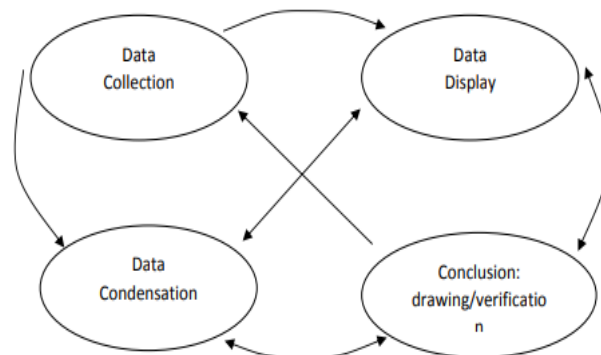 Data
Collection
Data
Display
Data
Condensation
Conclusion:
drawing/verificatio
n